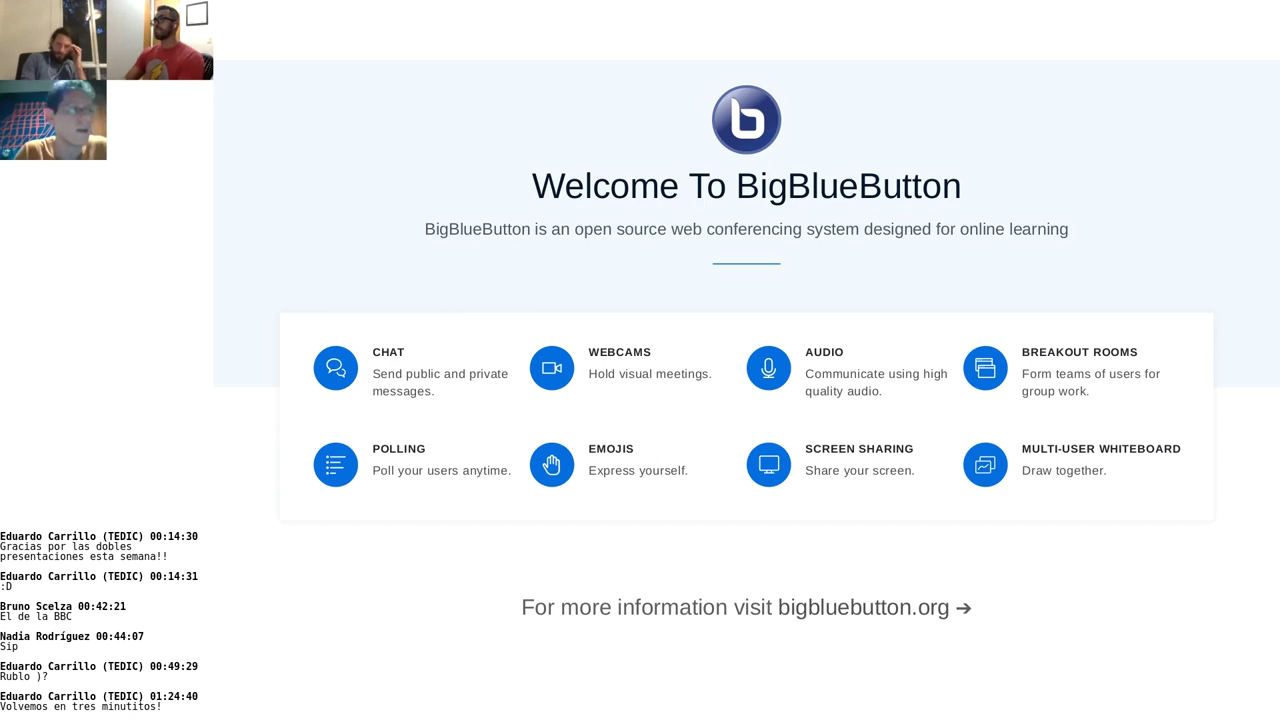 Welcome To BigBlueButton
BigBlueButton is an open source web conferencing system designed for online learning
CHAT
Send public and private
messages.
WEBCAMS
Hold visual meetings.
AUDIO
Communicate using high
quality audio.
BREAKOUT ROOMS
Form teams of users for
group work.
POLLING
Poll your users anytime.
EMOJIS
Express yourself.
SCREEN SHARING
Share your screen.
MULTI-USER WHITEBOARD
Draw together.
For more information visit bigbluebutton.org ➔
Eduardo Carrillo (TEDIC) 00:14:30
Gracias por las dobles
presentaciones esta semana!!
Eduardo Carrillo (TEDIC) 00:14:31
:D
Bruno Scelza 00:42:21
El de la BBC
Nadia Rodríguez 00:44:07
Sip
Eduardo Carrillo (TEDIC) 00:49:29
Rublo )?
Eduardo Carrillo (TEDIC) 01:24:40
Volvemos en tres minutitos!